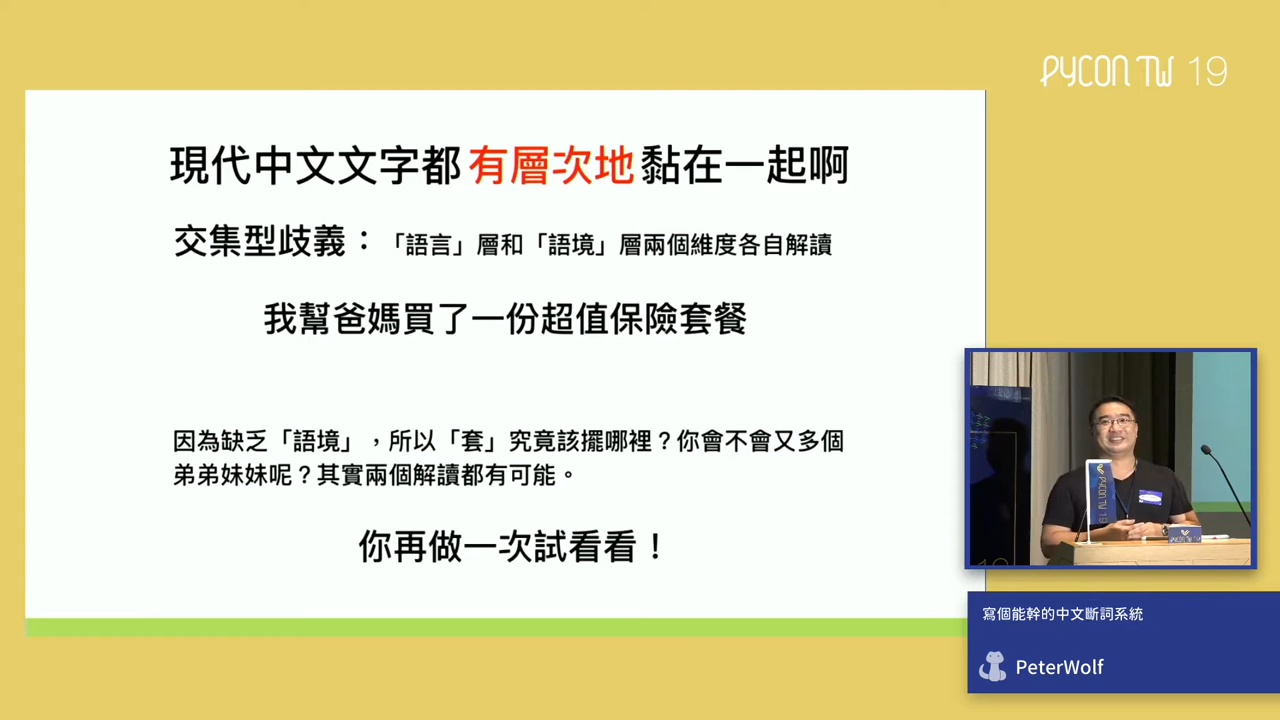 PYCON TW 19
現代中文文字都有層次地黏在一起啊
交集型歧義：「語言」層和「語境」層兩個維度各自解讀
我幫爸媽買了一份超值保險套餐
因為缺乏「語境」，所以「套」究竟該擺哪裡？你會不會又多個
弟弟妹妹呢？其實兩個解讀都有可能。
你再做一次試看看！
PYCON TW 19
PYCON TW
寫個能幹的中文斷詞系統
PeterWolf